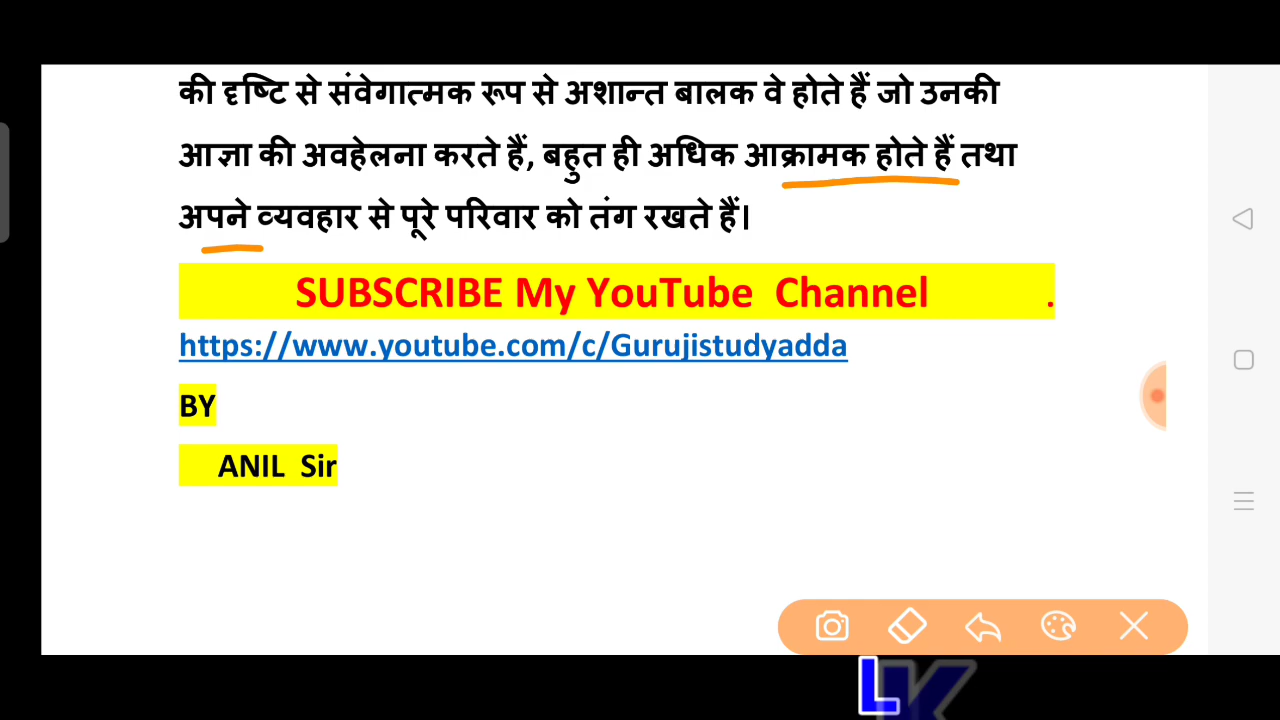 की दृष्टि से संवेगात्मक रूप से अशान्त बालक वे होते हैं जो उनकी
आज्ञा की अवहेलना करते हैं, बहुत ही अधिक आक्रामक होते हैं तथा
अपने व्यवहार से पूरे परिवार को तंग रखते हैं।
SUBSCRIBE My YouTube Channel .
https://www.youtube.com/c/Gurujistudyadda
BY
ANIL Sir
LK